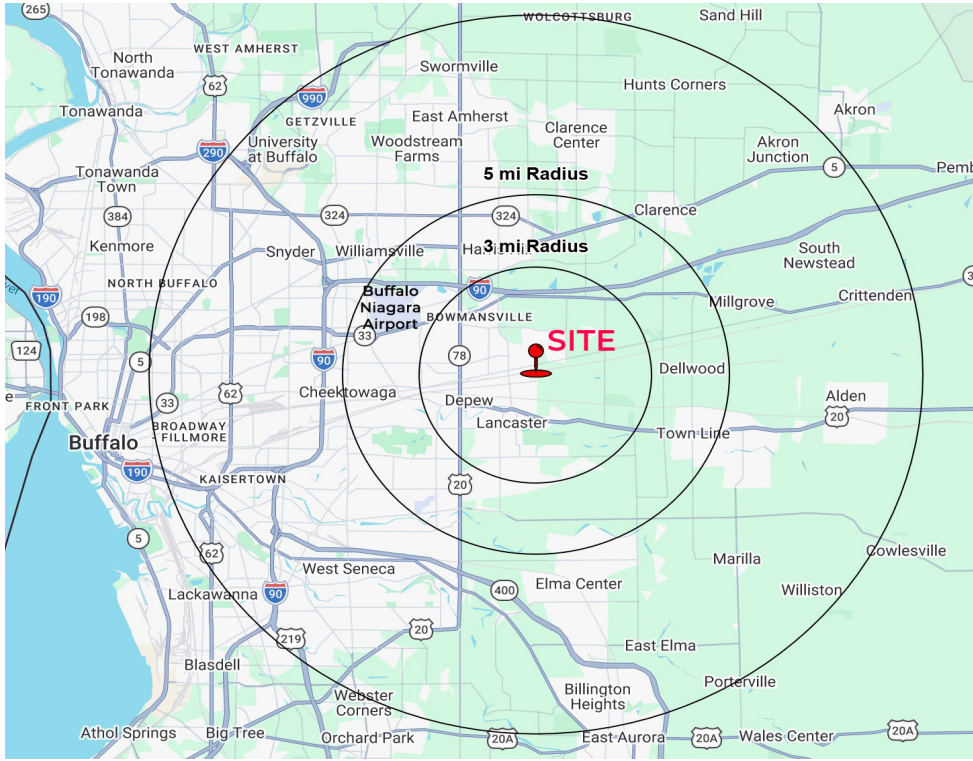 265
WOLCOTTSBURG
Sand Hill
WEST AMHERST
North
Tonawanda
62
Swormville
Hunts Corners
990
Tonawanda
GETZVILLE
East Amherst
Akron
University
at Buffalo
Woodstream
Farms
Clarence
Center
290
Akron
Junction
5
Tonawanda
Town
5 mi Radius
Pemb
384
324
324
Clarence
Kenmore
Snyder
Williamsville
3 mi Radius
South
Newstead
NORTH BUFFALO
190
90
Buffalo
Niagara
Airport
Millgrove
Crittenden
198
BOWMANSVILLE
33
SITE
124
5
90
78
Dellwood
62
Cheektowaga
Depew
Alden
20
FRONT PARK
33
Lancaster
Town Line
BROADWAY
- FILLMORE
Buffalo
190
KAISERTOWN
20
5
62
West Seneca
Marilla
Cowlesville
Lackawanna
90
400
Elma Center
Williston
219
20
Blasdell
East Elma
Porterville
Webster
Corners
Billington
Heights
Athol Springs
Big Tree
Orchard Park
20A
East Aurora
20A
Wales Center
20A